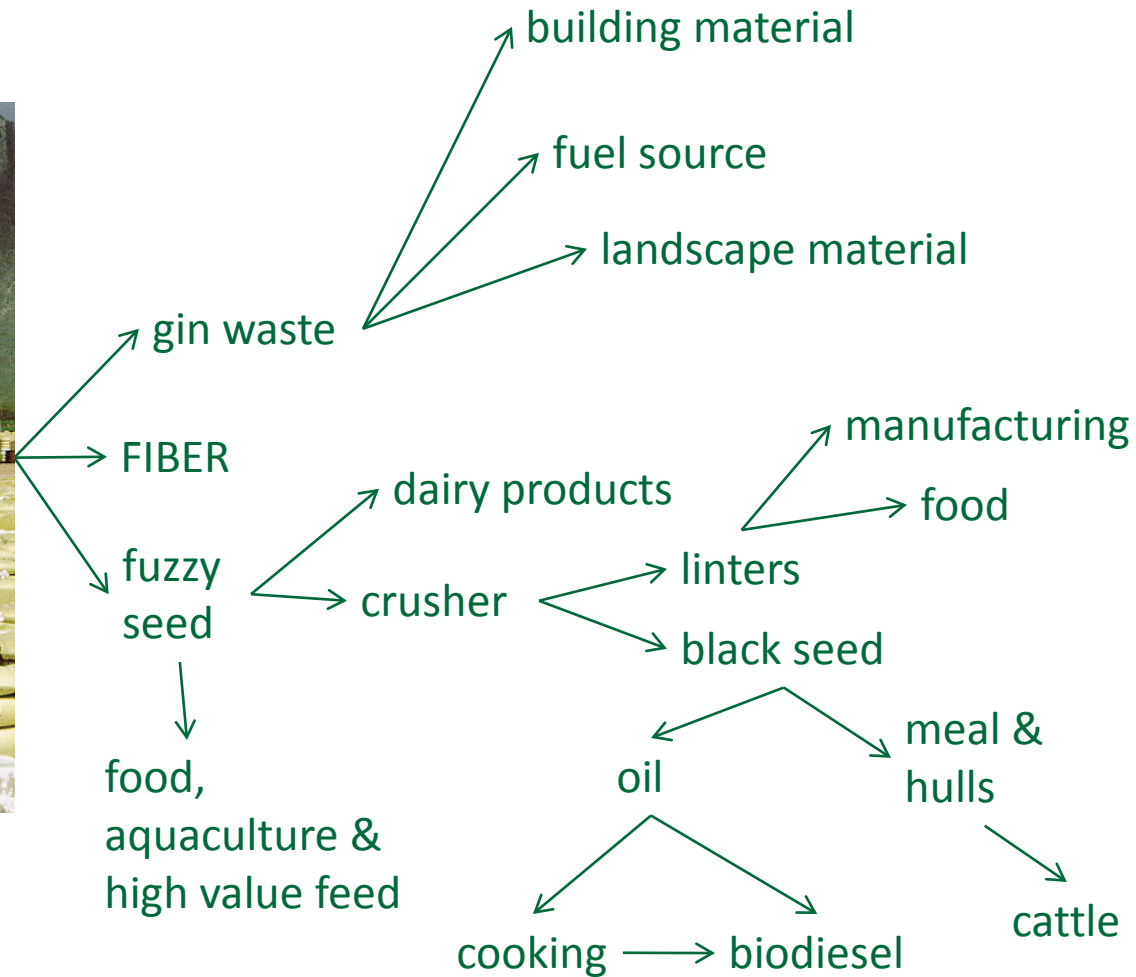 building material
fuel source
landscape material
gin waste
manufacturing
FIBER
dairy products
food
fuzzy
seed
crusher
linters
black seed
food,
aquaculture &
high value feed
oil
meal &
hulls
cooking
biodiesel
cattle